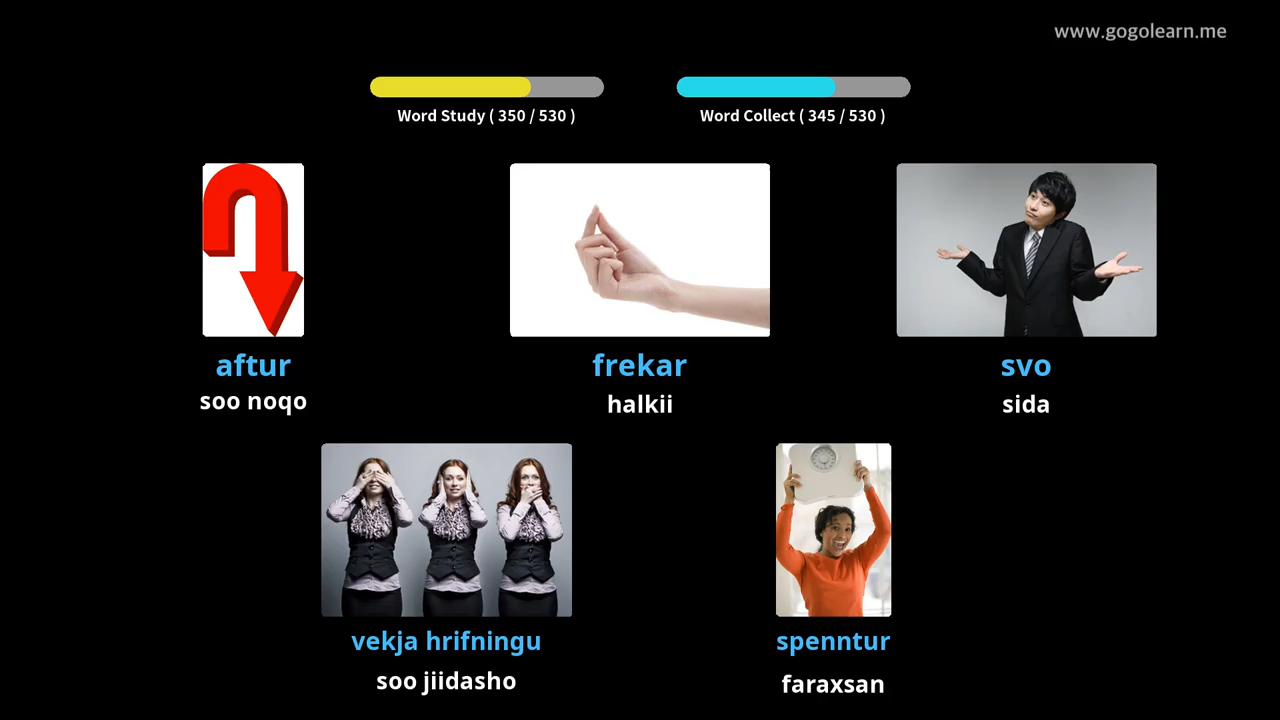 www.gogolearn.me
Word Study ( 350 / 530 )
Word Collect ( 345 / 530 )
aftur
frekar
svo
soo noqo
halkii
sida
vekja hrifningu
spenntur
soo jiidasho
faraxsan